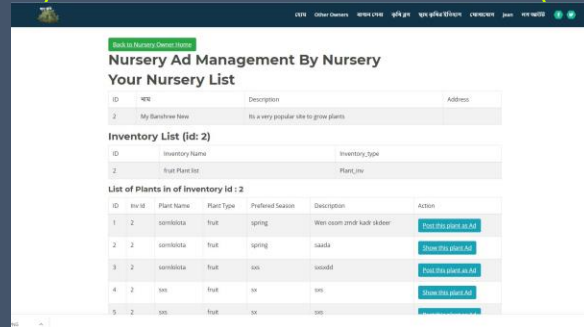 হোম Other Owners বাগান সেবা কৃষি ব্লগ ছাদ কৃষির ইতিহাস যোগাযোগ joan লগ আউট
Back to Nursery Owner Home
Nursery Ad Management By Nursery
Your Nursery List
ID নাম Description Address
2 My Banshree New Its a very popular site to grow plants
Inventory List (id: 2)
ID Inventory Name Inventory_type
2 fruit Plant list Plant_Inv
List of Plants in of inventory id : 2
ID Inv Id Plant Name Plant Type Prefered Season Description Action
1 2 fruit spring Post this plant as Ad
2 2 fruit spring saada Show this plant Ad
3 2 fruit sxs Post this plant as Ad
4 2 sxs fruit sx sxs Show this plant Ad
5 2 sxs fruit sx sxs